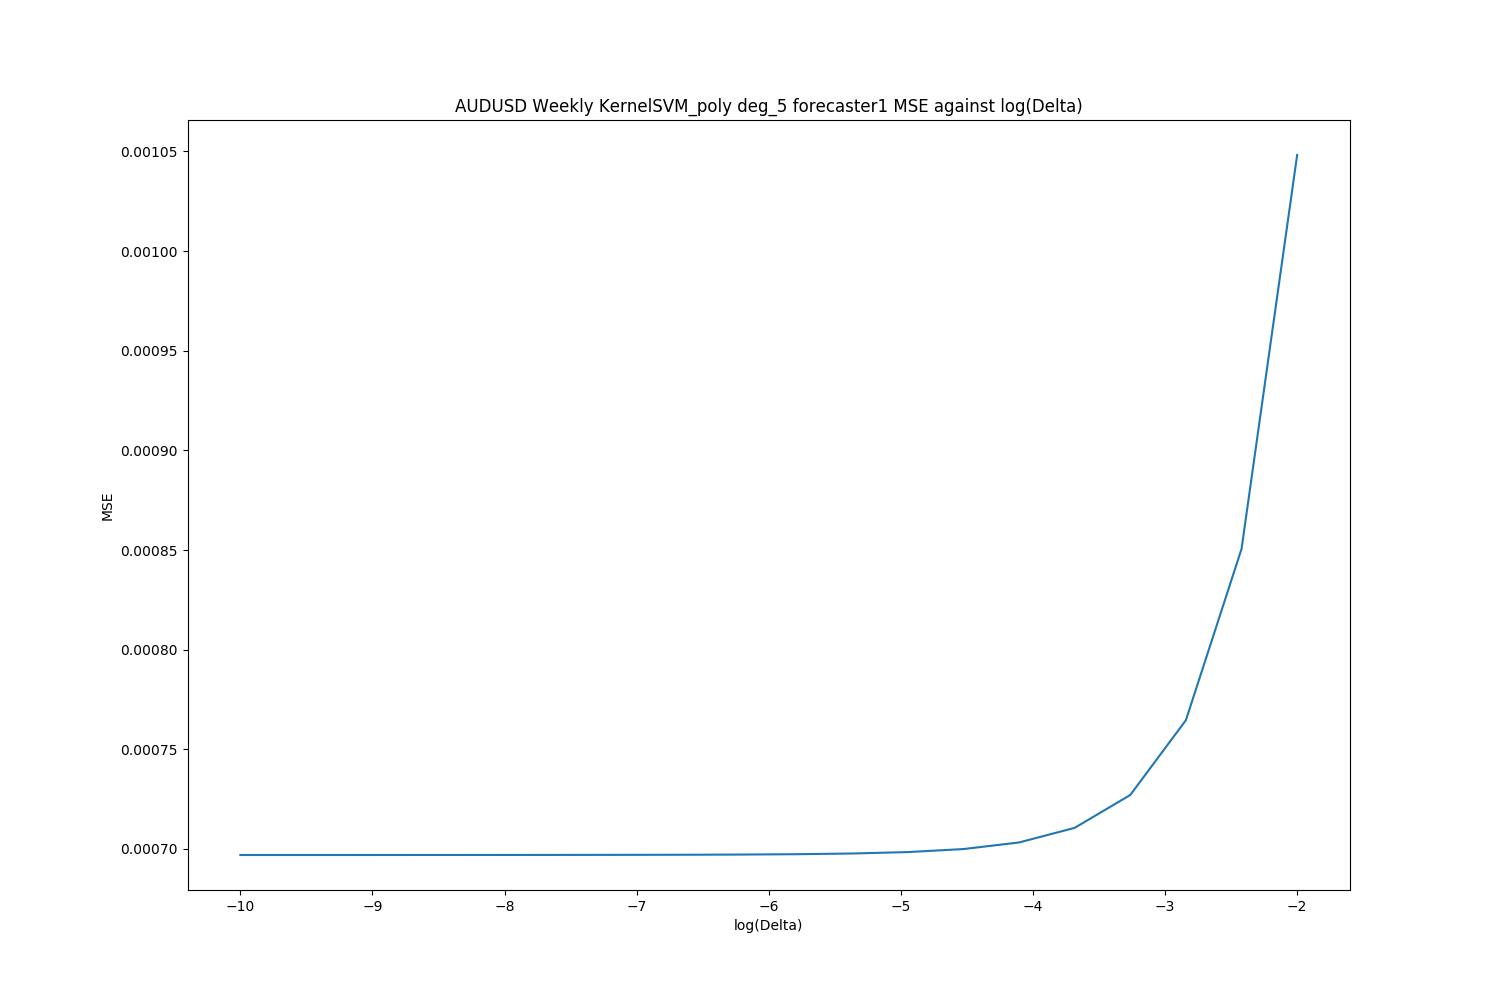 AUDUSD Weekly KernelSVM_poly deg_5 forecaster1 MSE against log(Delta)
0.00105
0.00100
0.00095
0.00090
MSE
0.00085
0.00080
0.00075
0.00070
−10 −9 −8 −7 −6 −5 −4 −3 −2
log(Delta)